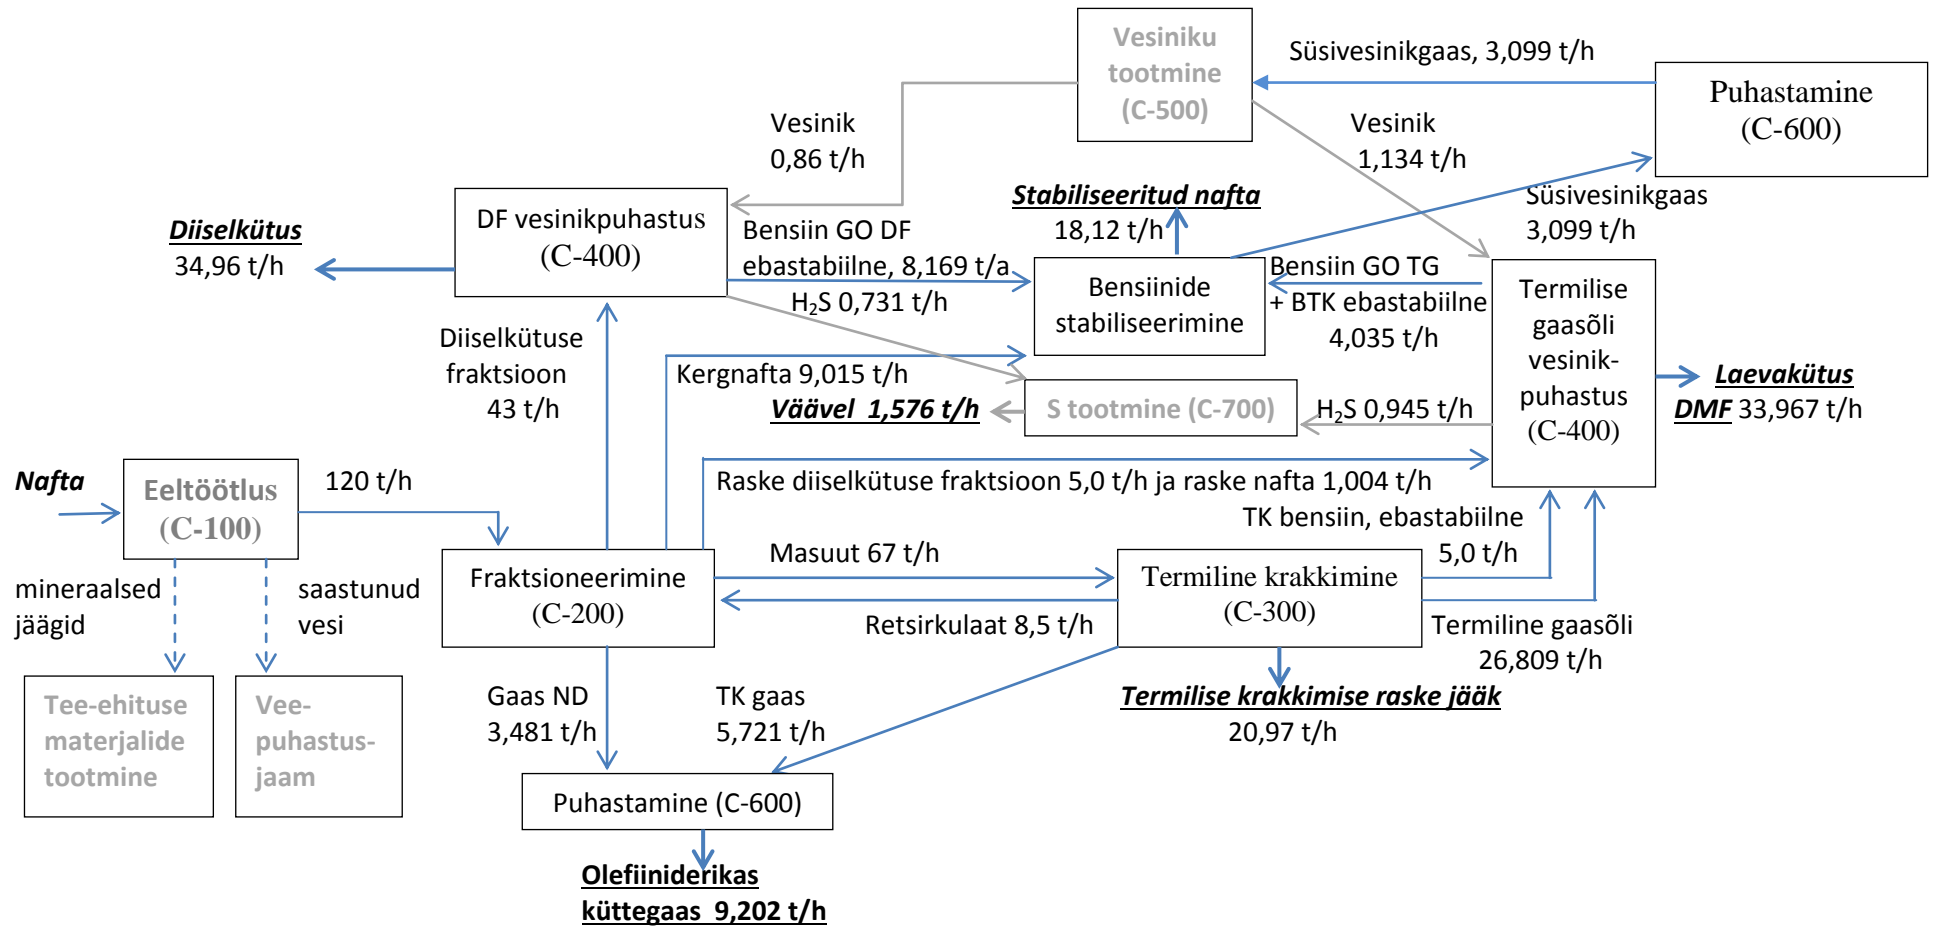 Vesiniku
tootmine
(C-500)
Süsivesinikgaas, 3,099 t/h
Puhastamine
(C-600)
Vesinik
0,86 t/h
Vesinik
1,134 t/h
Stabiliseeritud nafta
18,12 t/h
Süsivesinikgaas
3,099 t/h
DF vesinikpuhastus
(C-400)
Diiselkütus
34,96 t/h
Bensiin GO DF
ebastabiilne, 8,169 t/a
H₂S 0,731 t/h
Bensiinide
stabiliseerimine
Bensiin GO TG
+ BTK ebastabiilne
4,035 t/h
Termilise
gaasõli
vesinik-
puhastus
(C-400)
Diiselkütuse
fraktsioon
43 t/h
Kergnafta 9,015 t/h
Väävel 1,576 t/h
S tootmine (C-700)
H₂S 0,945 t/h
Laevakütus
DMF 33,967 t/h
Nafta
Eeltöötlus
(C-100)
120 t/h
Raske diiselkütuse fraktsioon 5,0 t/h ja raske nafta 1,004 t/h
TK bensiin, ebastabiilne
5,0 t/h
Masuut 67 t/h
Fraktsioneerimine
(C-200)
Termiline krakkimine
(C-300)
Retsirkulaat 8,5 t/h
Termiline gaasõli
26,809 t/h
mineraalsed
jäägid
saastunud
vesi
Tee-ehituse
materjalide
tootmine
Vee-
puhastus-
jaam
Gaas ND
3,481 t/h
TK gaas
5,721 t/h
Termilise krakkimise raske jääk
20,97 t/h
Puhastamine (C-600)
Olefiiniderikas
küttegaas 9,202 t/h